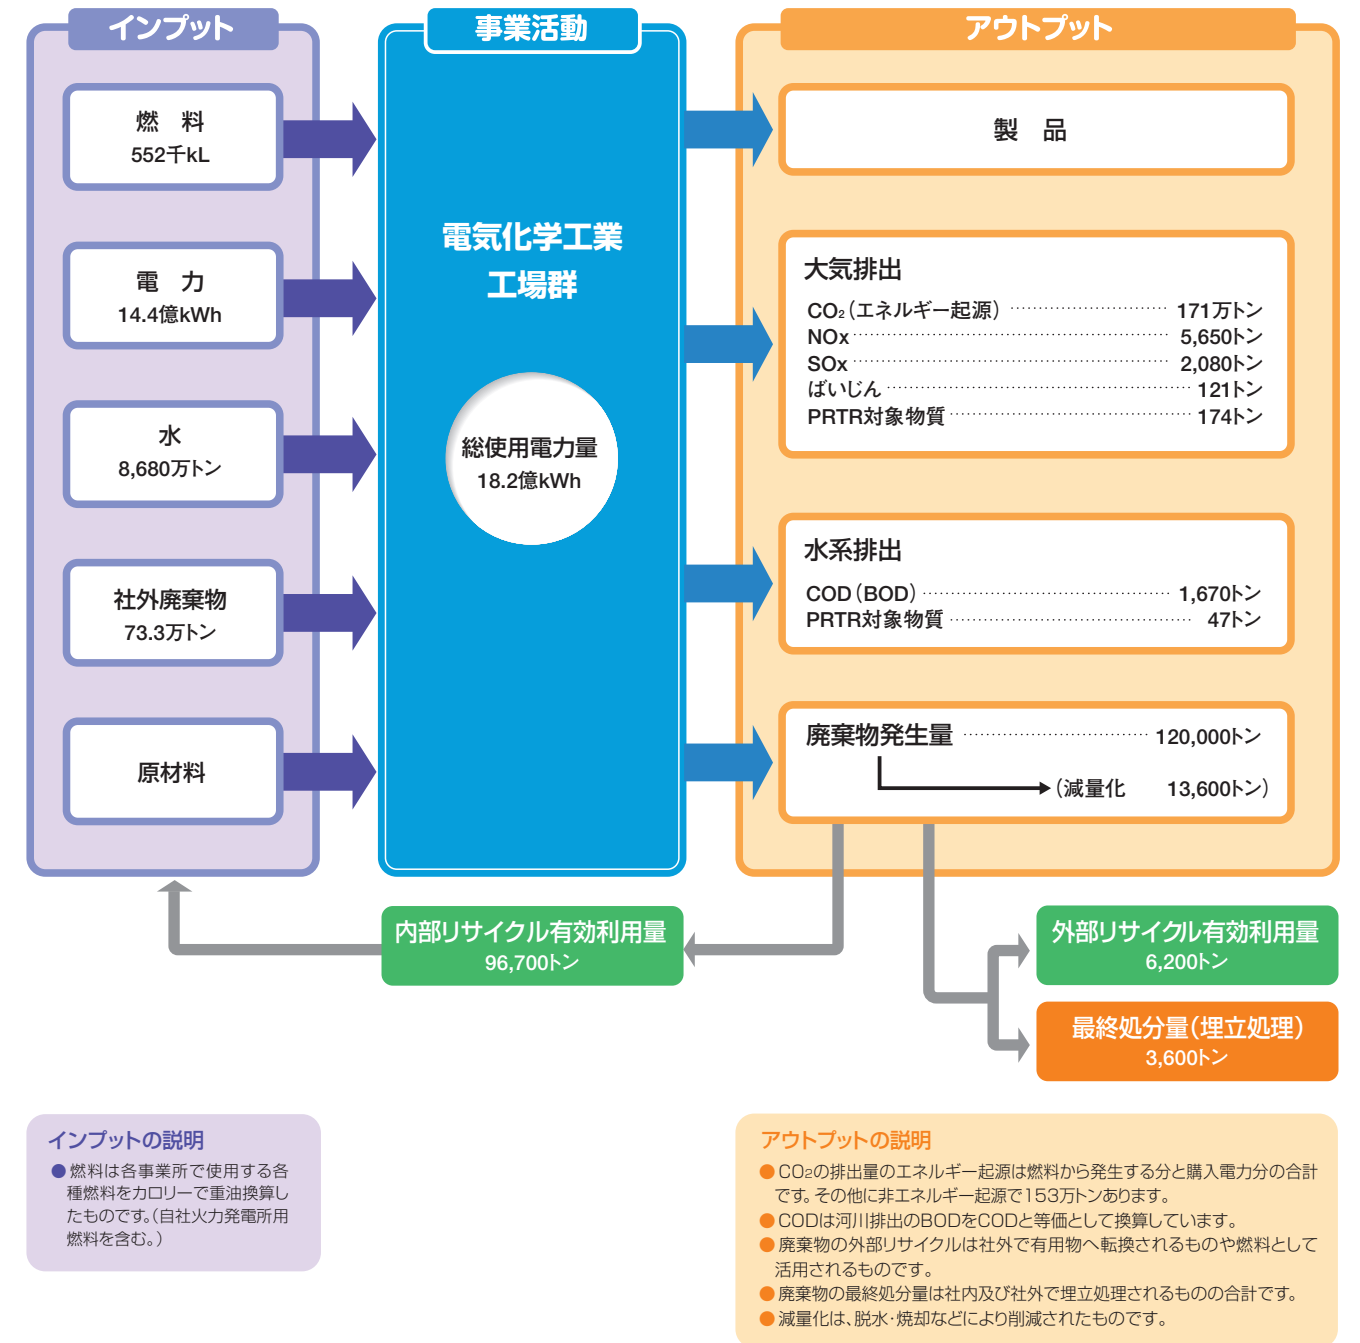 インプット
燃　料
552千kL
電　力
14.4億kWh
水
8,680万トン
社外廃棄物
73.3万トン
原材料
事業活動
電気化学工業
工場群
総使用電力量
18.2億kWh
アウトプット
製　品
大気排出
CO₂（エネルギー起源） 171万トン
NOx 5,650トン
SOx 2,080トン
ばいじん 121トン
PRTR対象物質 174トン
水系排出
COD（BOD） 1,670トン
PRTR対象物質 47トン
廃棄物発生量 120,000トン
（減量化　13,600トン）
内部リサイクル有効利用量
96,700トン
外部リサイクル有効利用量
6,200トン
最終処分量（埋立処理）
3,600トン
インプットの説明
●燃料は各事業所で使用する各
種燃料をカロリーで重油換算し
たものです。（自社火力発電所用
燃料を含む。）
アウトプットの説明
●CO₂の排出量のエネルギー起源は燃料から発生する分と購入電力分の合計
です。その他に非エネルギー起源で153万トンあります。
●CODは河川排出のBODをCODと等価として換算しています。
●廃棄物の外部リサイクルは社外で有用物へ転換されるものや燃料として
活用されるものです。
●廃棄物の最終処分量は社内及び社外で埋立処理されるものの合計です。
●減量化は、脱水・焼却などにより削減されたものです。